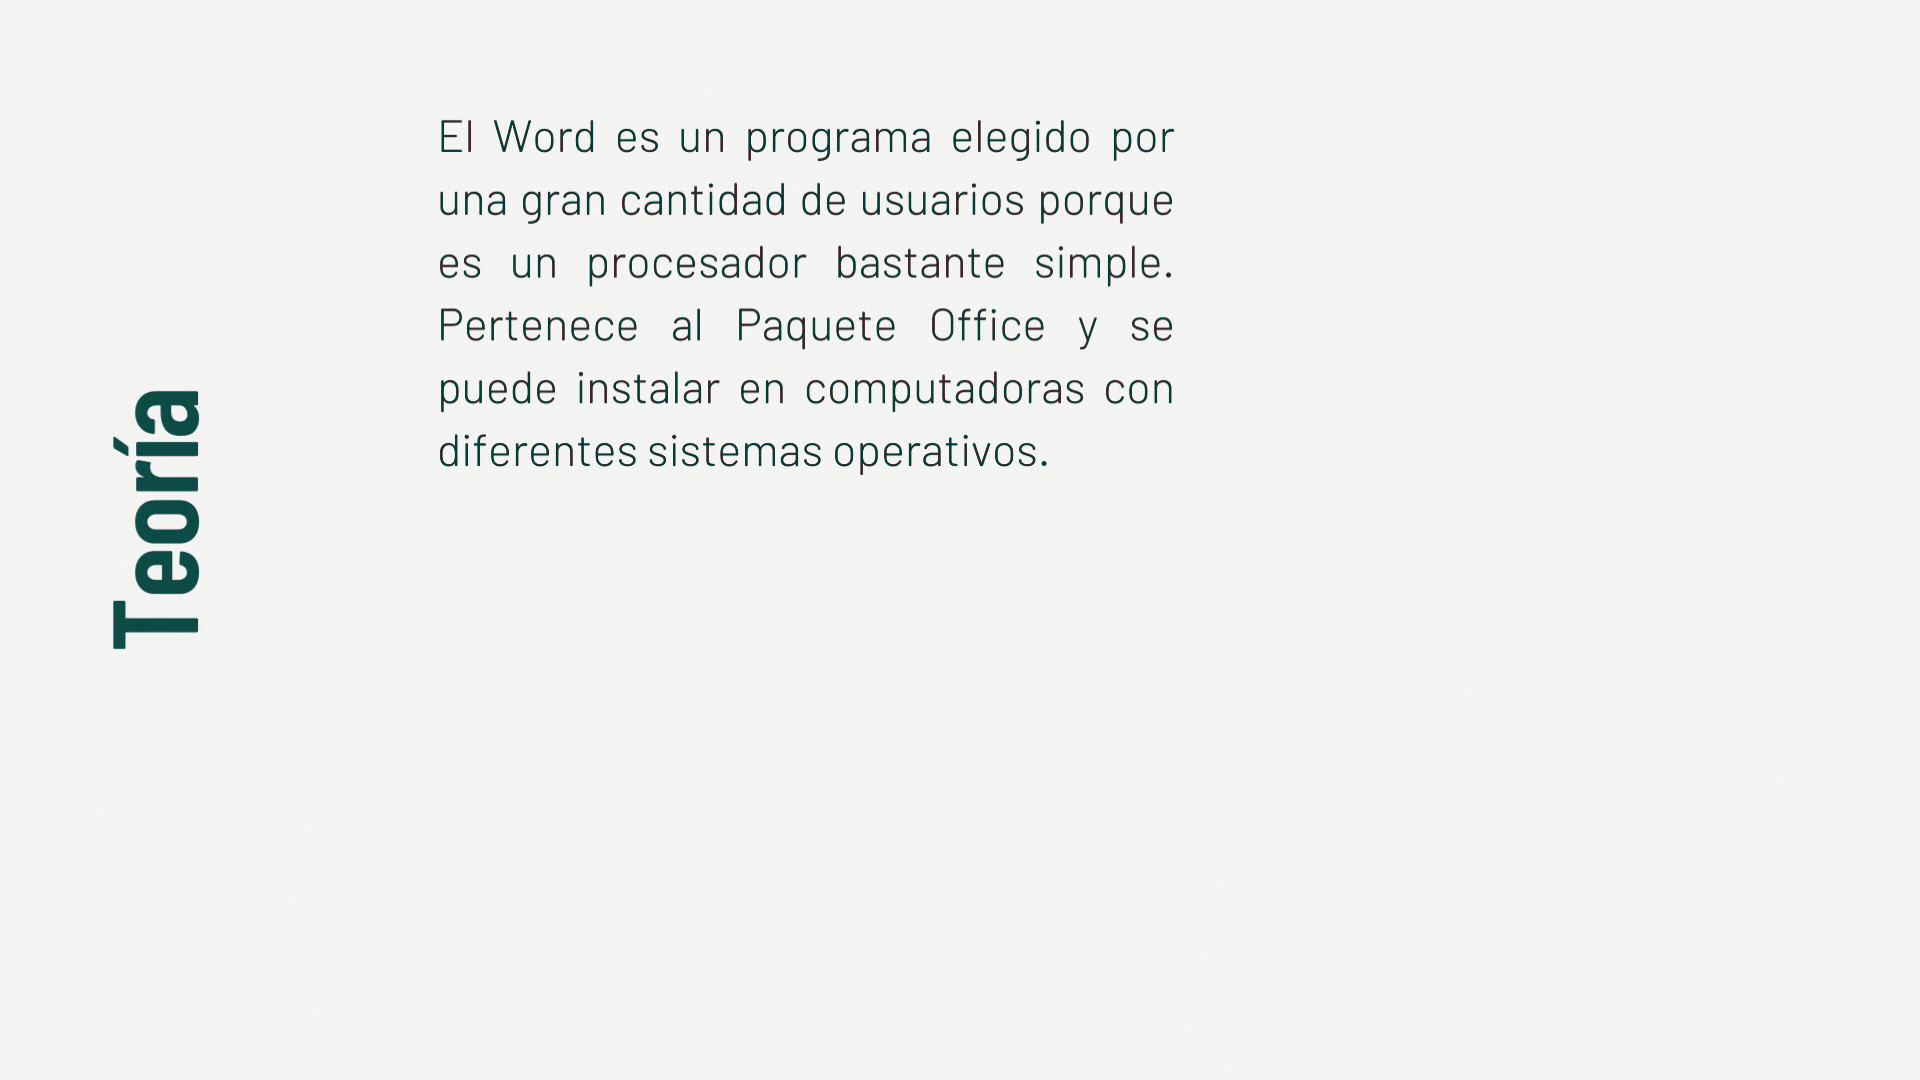 Teoría
El Word es un programa elegido por
una gran cantidad de usuarios porque
es un procesador bastante simple.
Pertenece al Paquete Office y se
puede instalar en computadoras con
diferentes sistemas operativos.